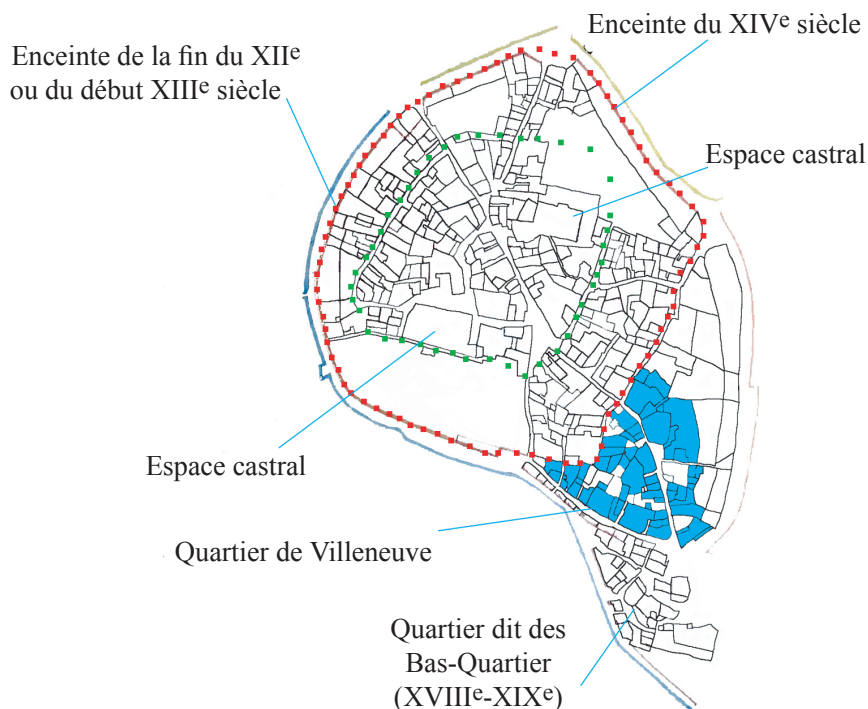 Enceinte du XIVe siècle
Enceinte de la fin du XIIe
ou du début XIIIe siècle
Espace castral
Espace castral
Quartier de Villeneuve
Quartier dit des
Bas-Quartier
(XVIIIe-XIXe)